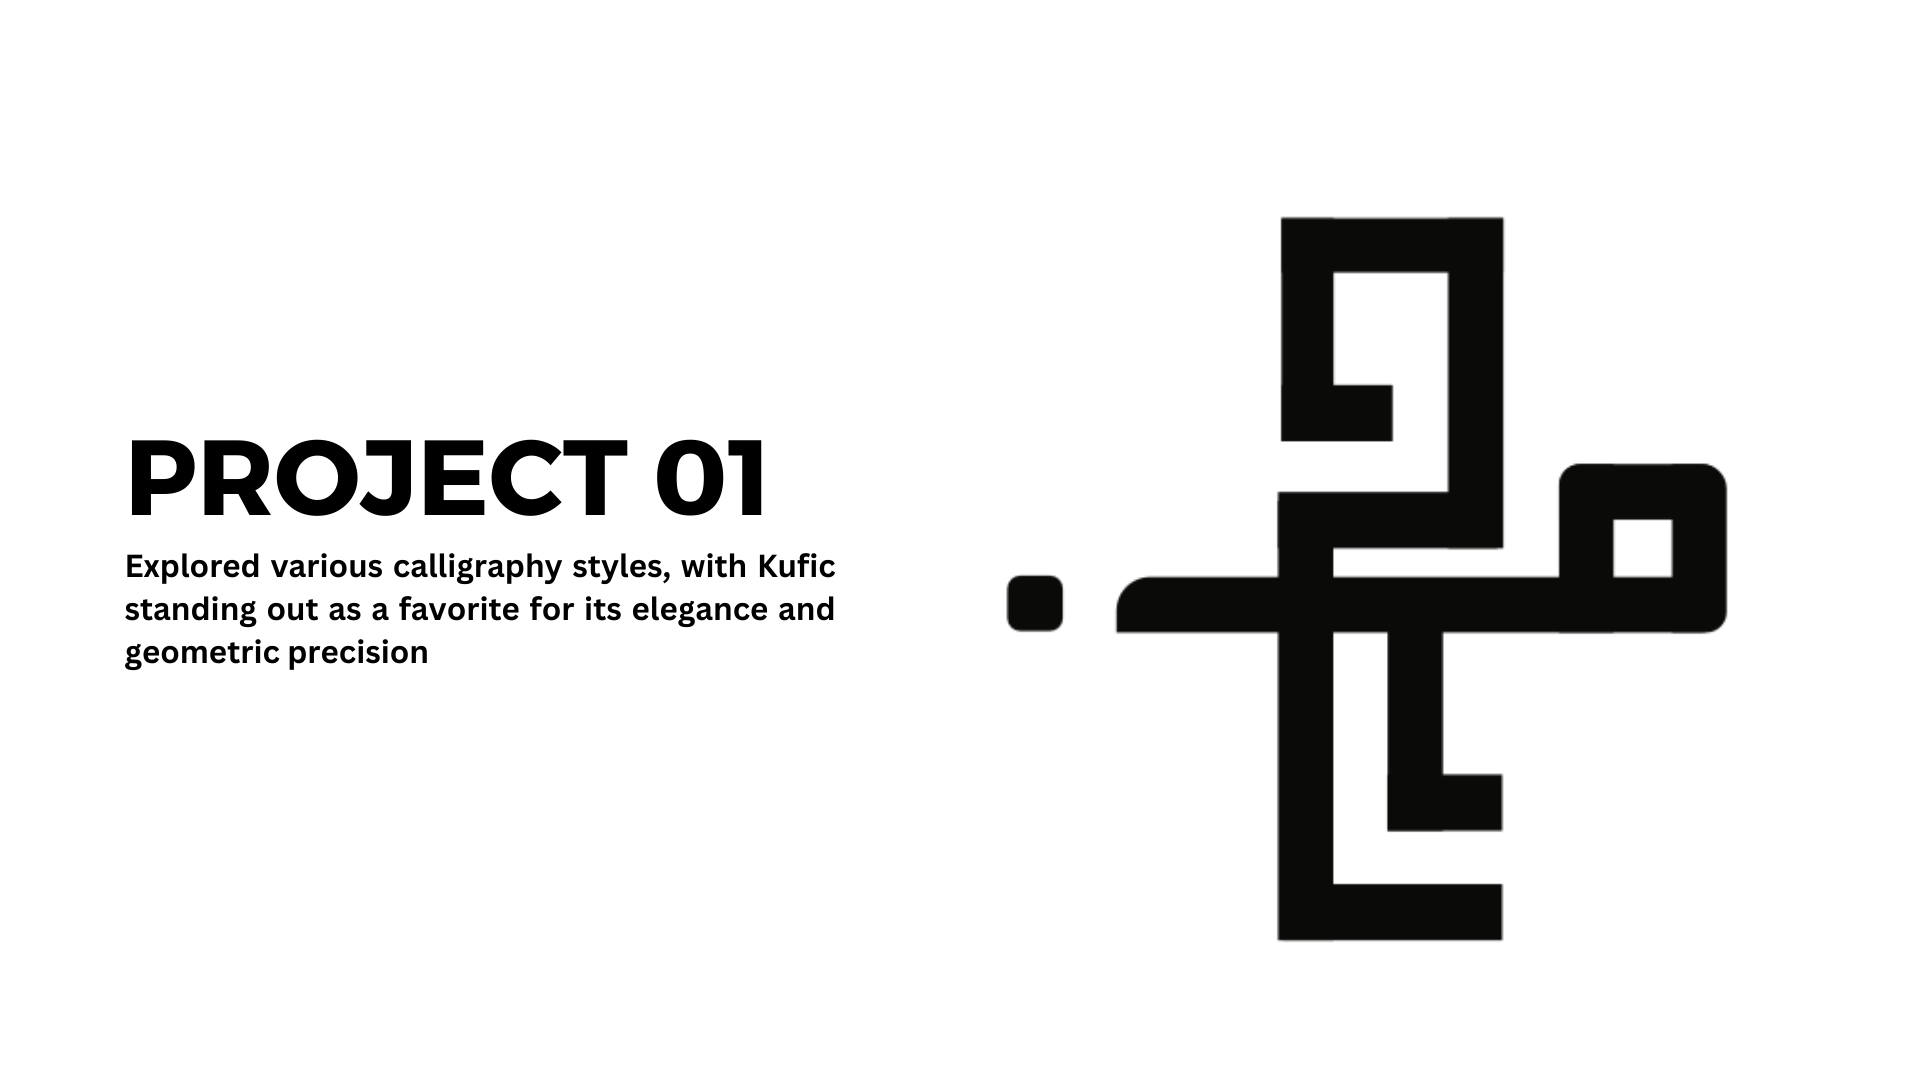 PROJECT 01
Explored various calligraphy styles, with Kufic
standing out as a favorite for its elegance and
geometric precision